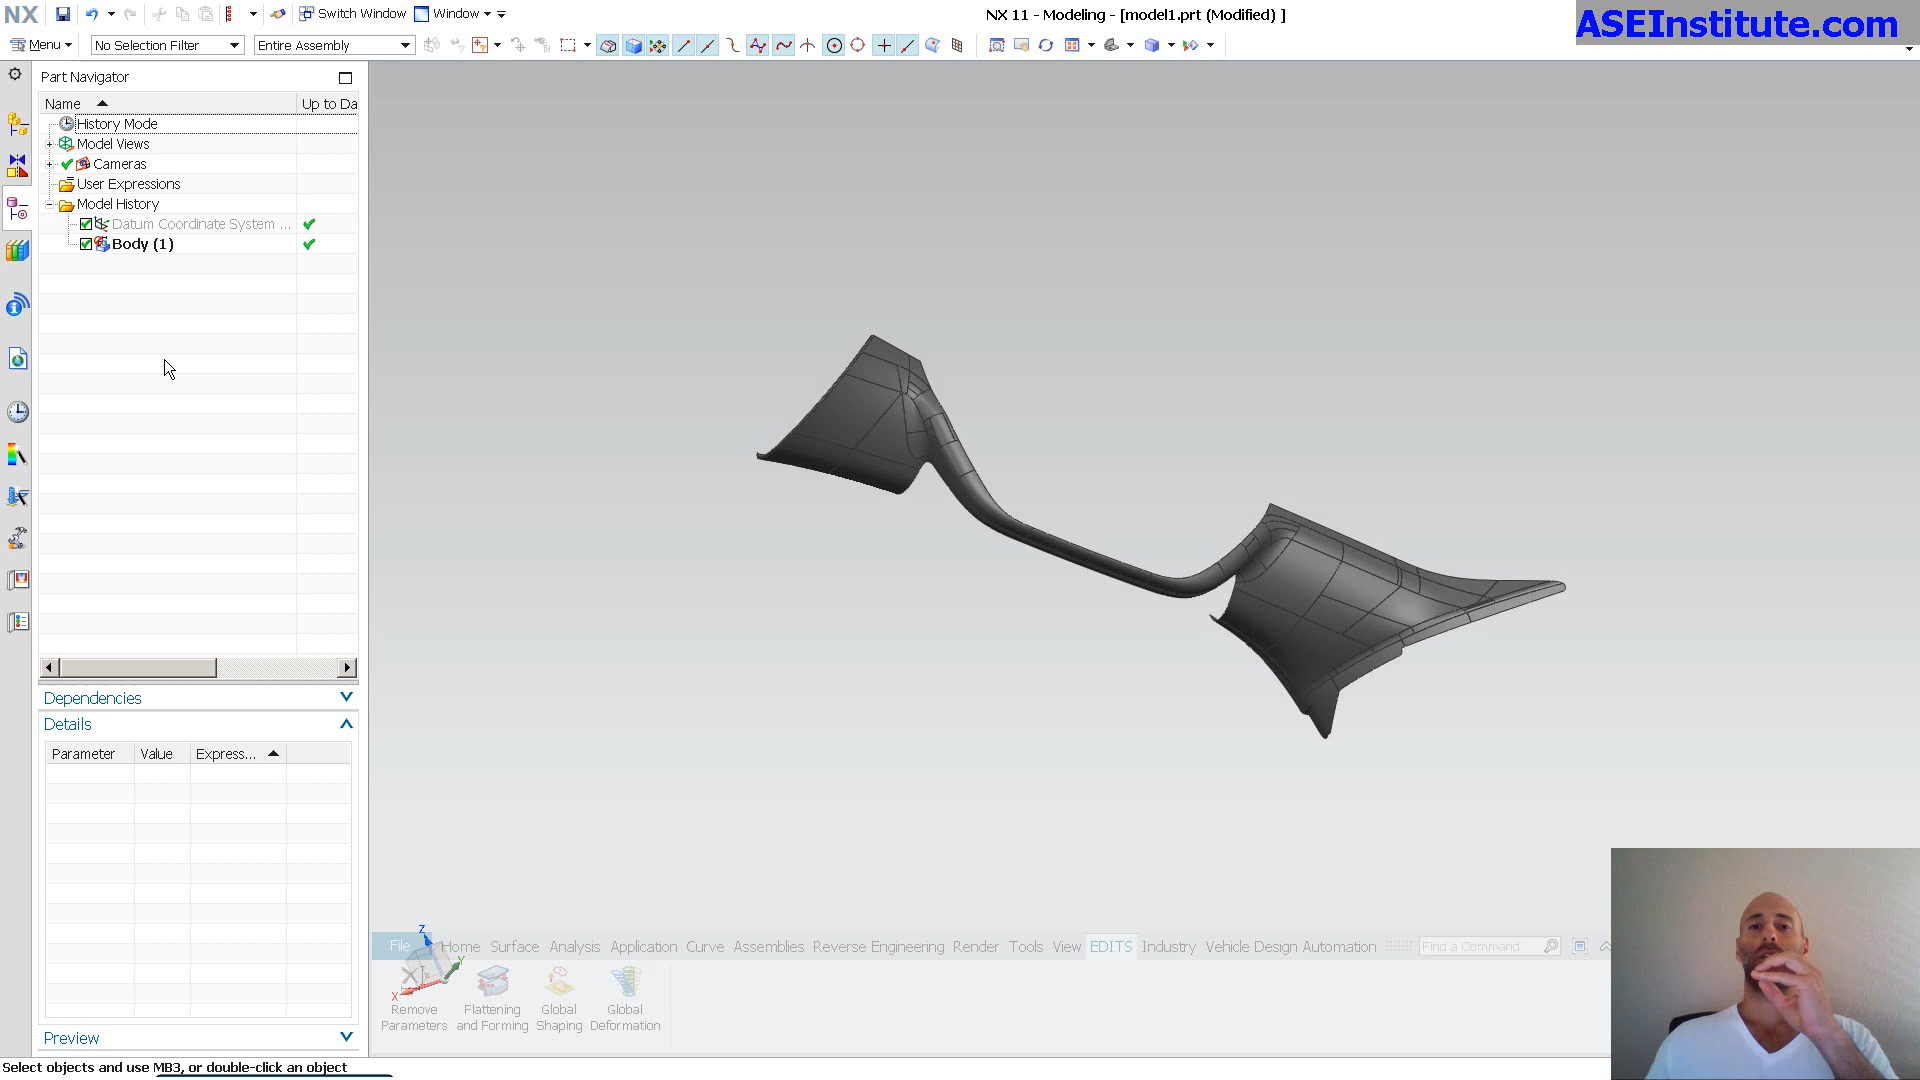 NX
Switch Window
Window
NX 11 - Modeling - [model1.prt (Modified) ]
ASEInstitute.com
Menu
No Selection Filter
Entire Assembly
Part Navigator
Name
Up to Da
History Mode
Model Views
Cameras
User Expressions
Model History
Datum Coordinate System ...
Body (1)
Dependencies
Details
Parameter
Value
Express...
Preview
Z
Y
X
File
Home
Surface
Analysis
Application
Curve
Assemblies
Reverse Engineering
Render
Tools
View
EDITS
Industry
Vehicle Design Automation
Find a Command
Remove
Parameters
Flattening
and Forming
Global
Shaping
Global
Deformation
Select objects and use MB3, or double-click an object